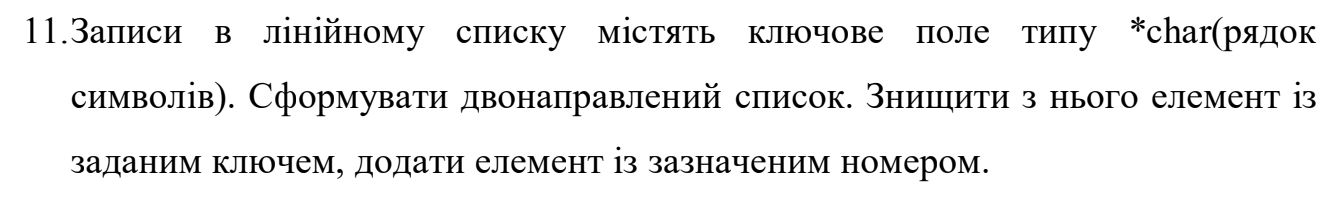 11.Записи в лінійному списку містять ключове поле типу *char(рядок
символів). Сформувати двонаправлений список. Знищити з нього елемент із
заданим ключем, додати елемент із зазначеним номером.